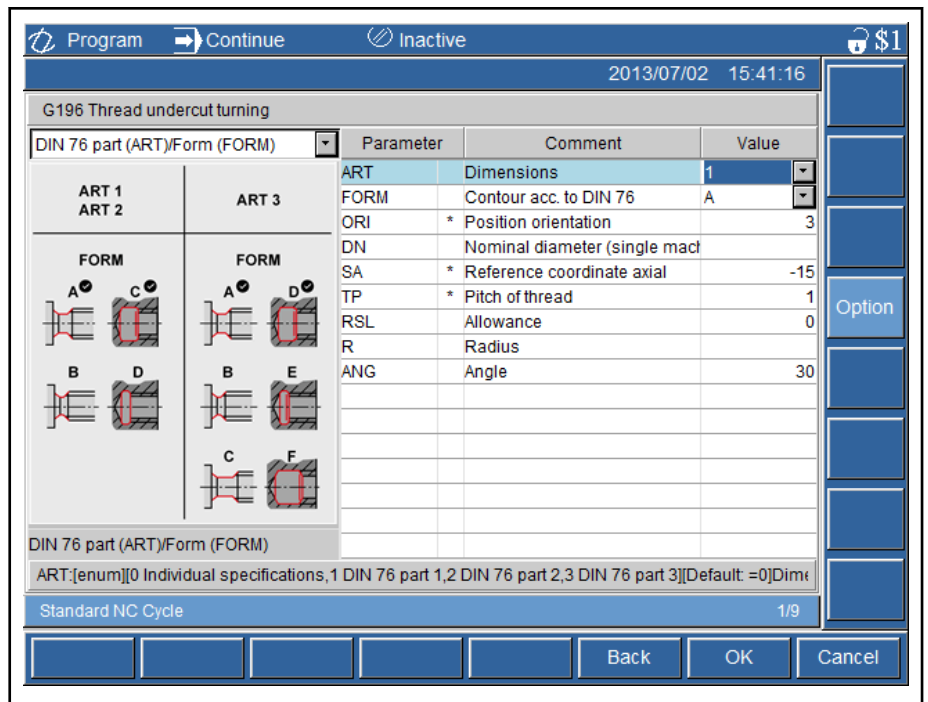 Program Continue Inactive $1
2013/07/02 15:41:16
G196 Thread undercut turning
DIN 76 part (ART)/Form (FORM) Parameter Comment Value
ART Dimensions 1
FORM Contour acc. to DIN 76 A
ORI * Position orientation 3
DN Nominal diameter (single mach
SA * Reference coordinate axial -15
TP * Pitch of thread 1
RSL Allowance 0
R Radius
ANG Angle 30
ART 1 ART 3
ART 2
FORM FORM
A C A D
B D B E
C F
Option
DIN 76 part (ART)/Form (FORM)
ART:[enum][0 Individual specifications,1 DIN 76 part 1,2 DIN 76 part 2,3 DIN 76 part 3][Default: =0]Dime
Standard NC Cycle 1/9
Back OK Cancel